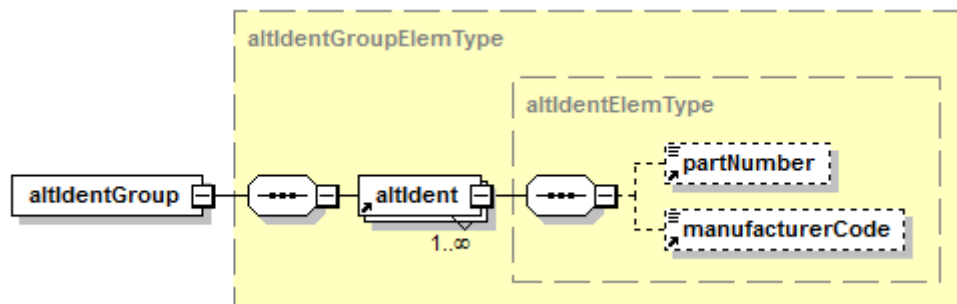 altIdentGroupElemType
altIdentElemType
partNumber
altIdentGroup
altIdent
manufacturerCode
1..∞